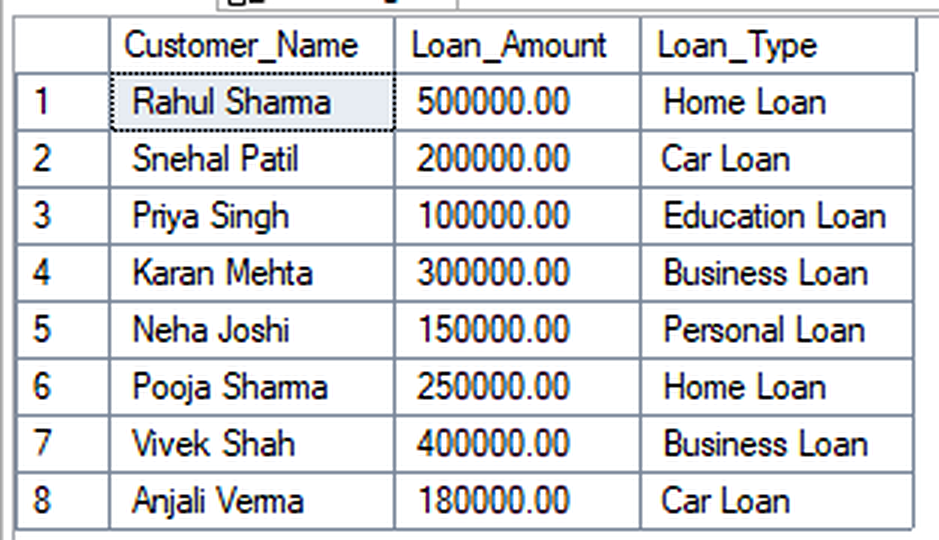 Customer_Name Loan_Amount Loan_Type
1 Rahul Sharma 500000.00 Home Loan
2 Snehal Patil 200000.00 Car Loan
3 Priya Singh 100000.00 Education Loan
4 Karan Mehta 300000.00 Business Loan
5 Neha Joshi 150000.00 Personal Loan
6 Pooja Sharma 250000.00 Home Loan
7 Vivek Shah 400000.00 Business Loan
8 Anjali Verma 180000.00 Car Loan